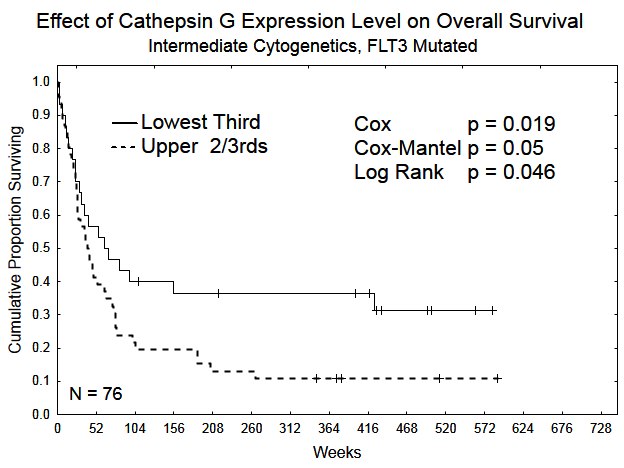 Effect of Cathepsin G Expression Level on Overall Survival
Intermediate Cytogenetics, FLT3 Mutated
Cumulative Proportion Surviving
1.0
0.9
0.8
0.7
0.6
0.5
0.4
0.3
0.2
0.1
0.0
Lowest Third
Upper 2/3rds
Cox p = 0.019
Cox-Mantel p = 0.05
Log Rank p = 0.046
N = 76
0 52 104 156 208 260 312 364 416 468 520 572 624 676 728
Weeks